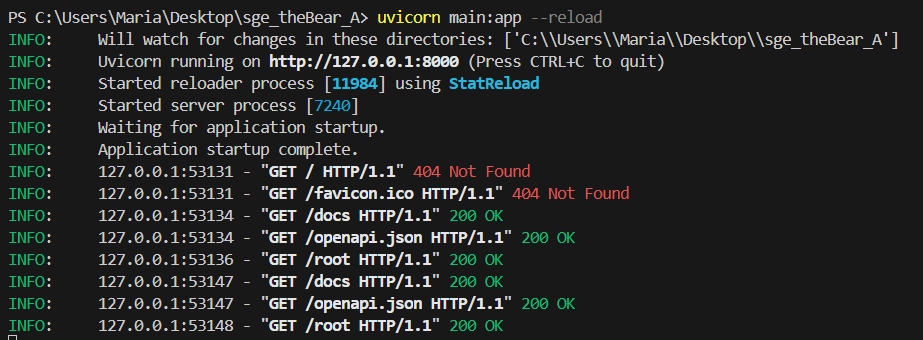 PS C:\Users\Maria\Desktop\sge_theBear_A> uvicorn main:app --reload
INFO:     Will watch for changes in these directories: ['C:\\Users\\Maria\\Desktop\\sge_theBear_A']
INFO:     Uvicorn running on http://127.0.0.1:8000 (Press CTRL+C to quit)
INFO:     Started reloader process [11984] using StatReload
INFO:     Started server process [7240]
INFO:     Waiting for application startup.
INFO:     Application startup complete.
INFO:     127.0.0.1:53131 - "GET / HTTP/1.1" 404 Not Found
INFO:     127.0.0.1:53131 - "GET /favicon.ico HTTP/1.1" 404 Not Found
INFO:     127.0.0.1:53134 - "GET /docs HTTP/1.1" 200 OK
INFO:     127.0.0.1:53134 - "GET /openapi.json HTTP/1.1" 200 OK
INFO:     127.0.0.1:53136 - "GET /root HTTP/1.1" 200 OK
INFO:     127.0.0.1:53147 - "GET /docs HTTP/1.1" 200 OK
INFO:     127.0.0.1:53147 - "GET /openapi.json HTTP/1.1" 200 OK
INFO:     127.0.0.1:53148 - "GET /root HTTP/1.1" 200 OK